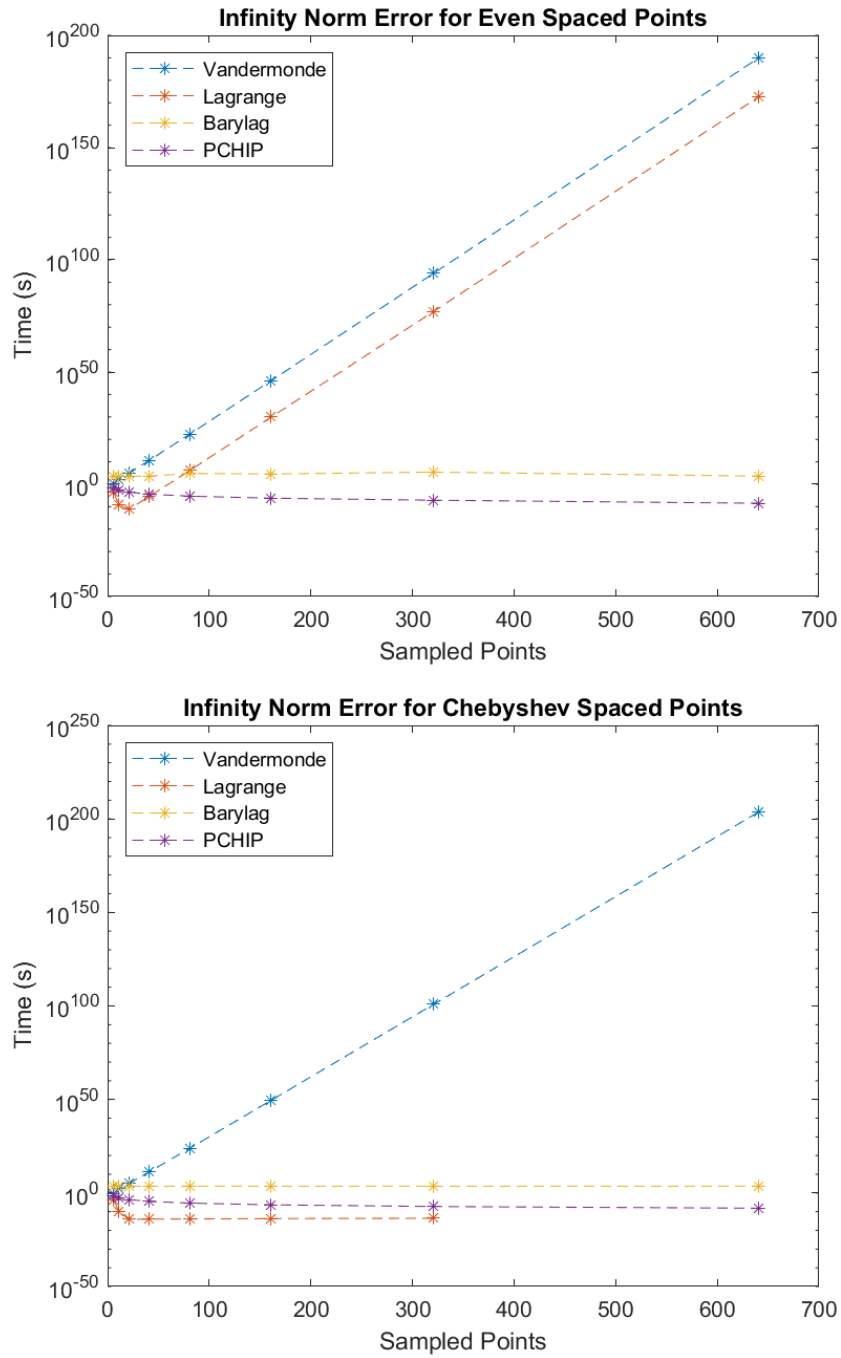 Infinity Norm Error for Even Spaced Points
10^200
10^150
10^100
10^50
10^0
10^-50
Time (s)
Vandermonde
Lagrange
Barylag
PCHIP
0 100 200 300 400 500 600 700
Sampled Points
Infinity Norm Error for Chebyshev Spaced Points
10^250
10^200
10^150
10^100
10^50
10^0
10^-50
Time (s)
Vandermonde
Lagrange
Barylag
PCHIP
0 100 200 300 400 500 600 700
Sampled Points